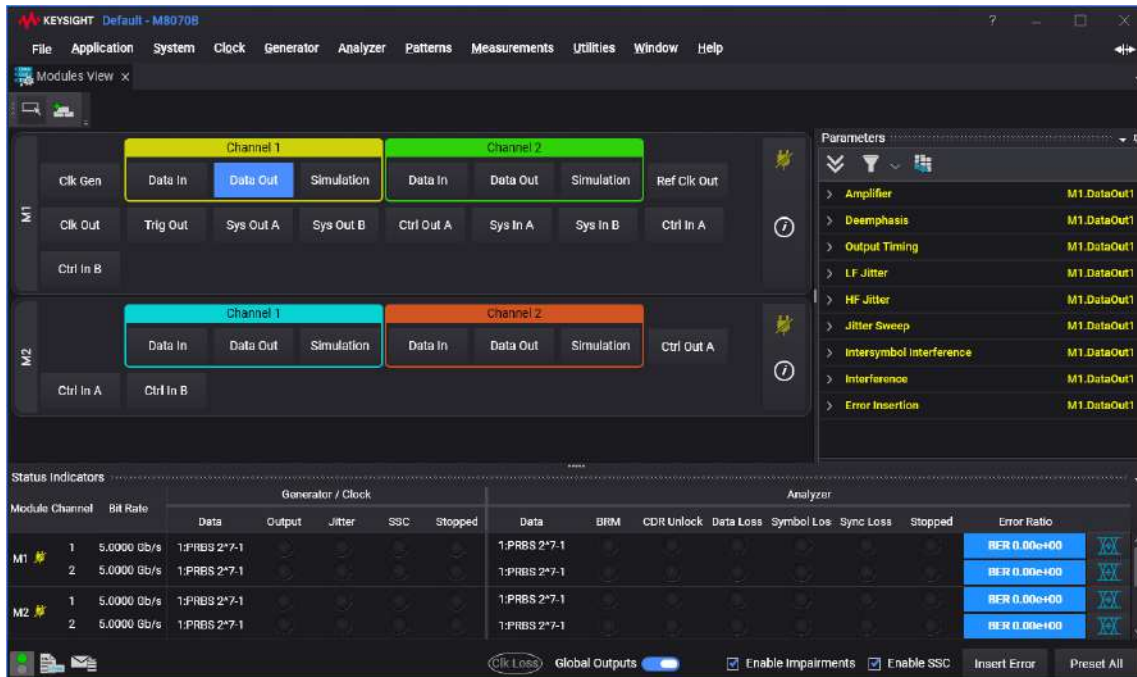 KEYSIGHT Default - M8070B ?
File Application System Clock Generator Analyzer Patterns Measurements Utilities Window Help
Modules View ×
M1
Channel 1 Channel 2
Clk Gen Data In Data Out Simulation Data In Data Out Simulation Ref Clk Out
Clk Out Trig Out Sys Out A Sys Out B Ctrl Out A Sys In A Sys In B Ctrl In A
Ctrl In B
M2
Channel 1 Channel 2
Data In Data Out Simulation Data In Data Out Simulation Ctrl Out A
Ctrl In A Ctrl In B
Parameters
Amplifier M1.DataOut1
Deemphasis M1.DataOut1
Output Timing M1.DataOut1
LF Jitter M1.DataOut1
HF Jitter M1.DataOut1
Jitter Sweep M1.DataOut1
Intersymbol Interference M1.DataOut1
Interference M1.DataOut1
Error Insertion M1.DataOut1
Status Indicators
Generator / Clock Analyzer
Module Channel Bit Rate Data Output Jitter SSC Stopped Data BRM CDR Unlock Data Loss Symbol Los Sync Loss Stopped Error Ratio
M1 1 5.0000 Gb/s 1:PRBS 2^7-1 1:PRBS 2^7-1 BER 0.00e+00
2 5.0000 Gb/s 1:PRBS 2^7-1 1:PRBS 2^7-1 BER 0.00e+00
M2 1 5.0000 Gb/s 1:PRBS 2^7-1 1:PRBS 2^7-1 BER 0.00e+00
2 5.0000 Gb/s 1:PRBS 2^7-1 1:PRBS 2^7-1 BER 0.00e+00
Clk Loss Global Outputs Enable Impairments Enable SSC Insert Error Preset All